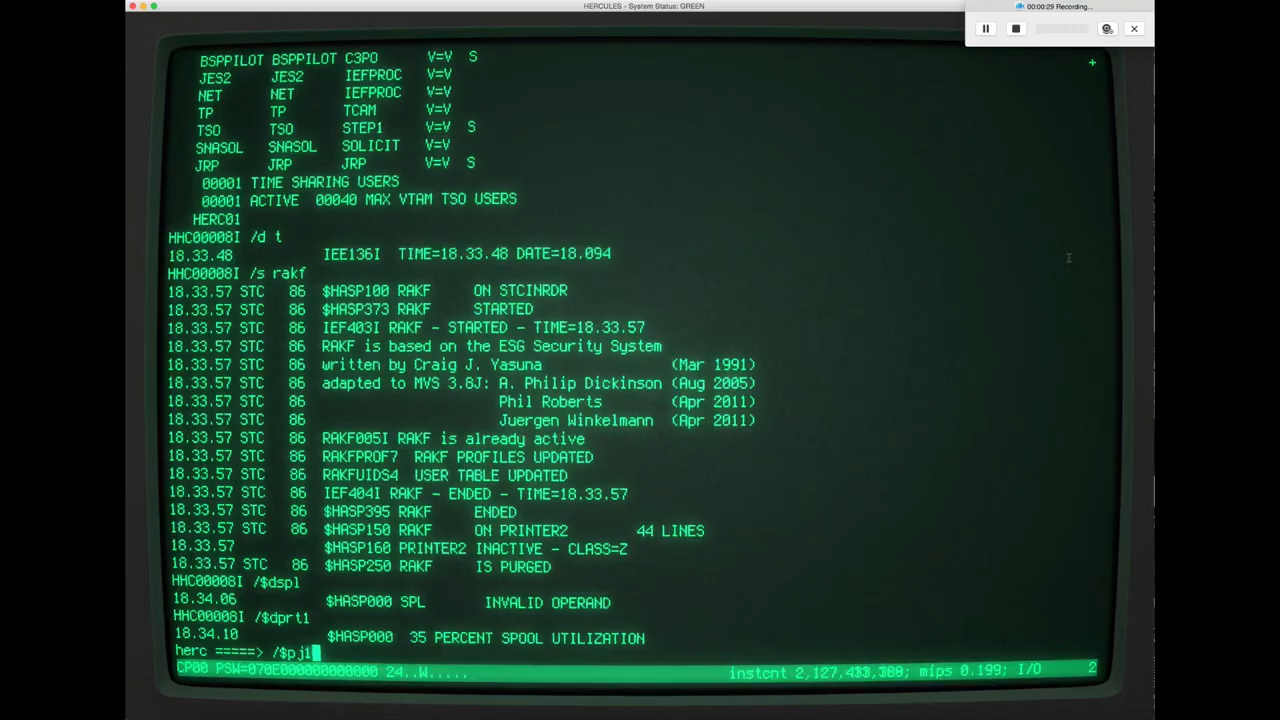 HERCULES - System Status: GREEN
00:00:29 Recording...
+
BSPPILOT BSPPILOT C3PO V=V S
JES2 JES2 IEFPROC V=V
NET NET IEFPROC V=V
TP TP TCAM V=V
TSO TSO STEP1 V=V S
SNASOL SNASOL SOLICIT V=V
JRP JRP JRP V=V S
00001 TIME SHARING USERS
00001 ACTIVE 00040 MAX VTAM TSO USERS
HERC01
HHC00008I /d t
18.33.48 IEE136I TIME=18.33.48 DATE=18.094
HHC00008I /s rakf
18.33.57 STC 86 $HASP100 RAKF ON STCINRDR
18.33.57 STC 86 $HASP373 RAKF STARTED
18.33.57 STC 86 IEF403I RAKF - STARTED - TIME=18.33.57
18.33.57 STC 86 RAKF is based on the ESG Security System
18.33.57 STC 86 written by Craig J. Yasuna (Mar 1991)
18.33.57 STC 86 adapted to MVS 3.8J: A. Philip Dickinson (Aug 2005)
18.33.57 STC 86 Phil Roberts (Apr 2011)
18.33.57 STC 86 Juergen Winkelmann (Apr 2011)
18.33.57 STC 86 RAKF005I RAKF is already active
18.33.57 STC 86 RAKFPROF7 RAKF PROFILES UPDATED
18.33.57 STC 86 RAKFUIDS4 USER TABLE UPDATED
18.33.57 STC 86 IEF404I RAKF - ENDED - TIME=18.33.57
18.33.57 STC 86 $HASP395 RAKF ENDED
18.33.57 STC 86 $HASP150 RAKF ON PRINTER2 44 LINES
18.33.57 $HASP160 PRINTER2 INACTIVE - CLASS=Z
18.33.57 STC 86 $HASP250 RAKF IS PURGED
HHC00008I /$dspl
18.34.06 $HASP000 SPL INVALID OPERAND
HHC00008I /$dprt1
18.34.10 $HASP000 35 PERCENT SPOOL UTILIZATION
herc =====> /$pj1
CP00 PSW=070E000000000000 24..W..... instcnt 2,127,433,388; mips 0.199; I/O 2